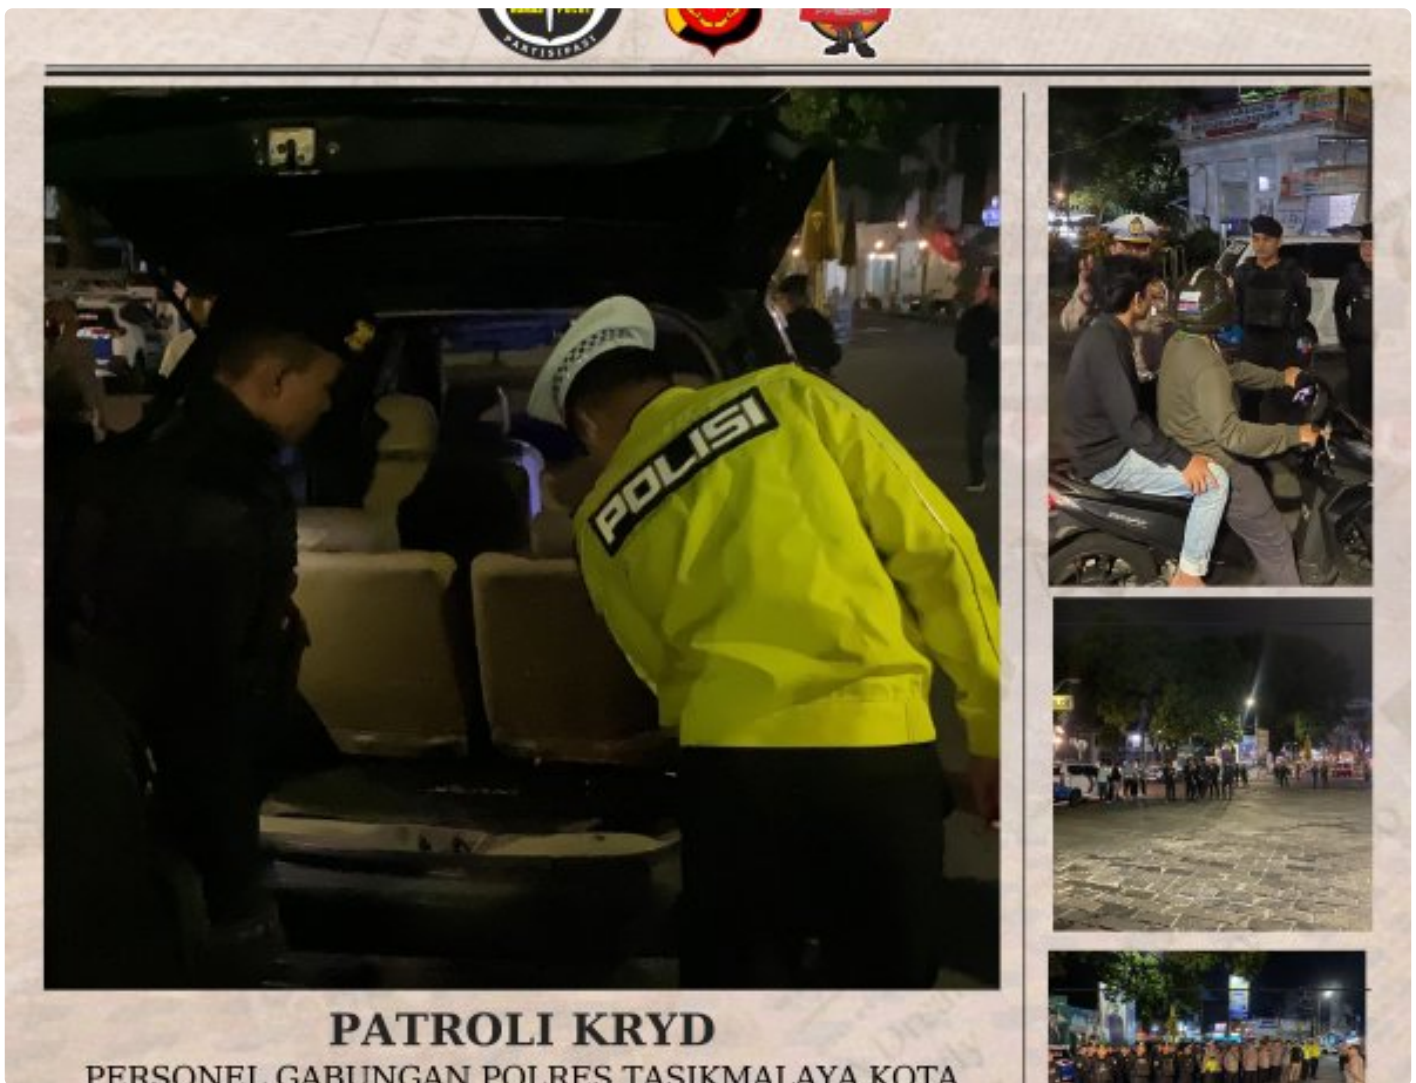 PARTISIPASI
POLISI
PATROLI KRYD
PERSONEL GABUNGAN POLRES TASIKMALAYA KOTA